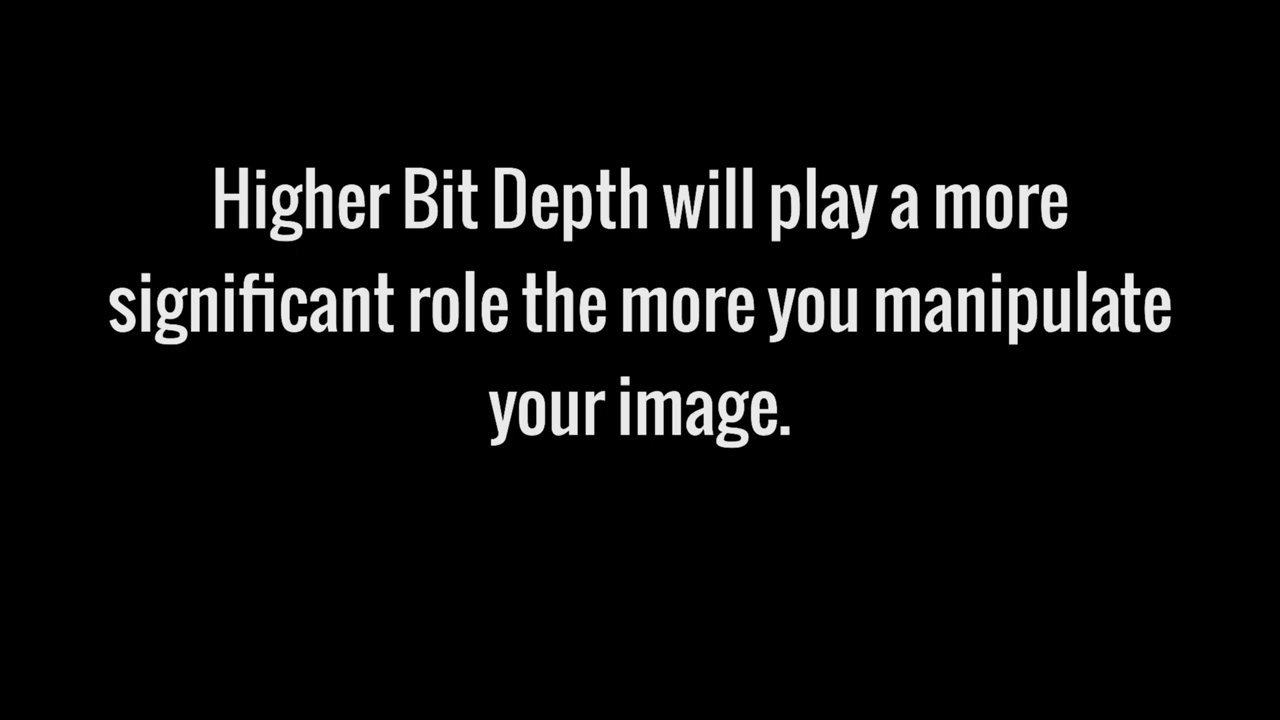 Higher Bit Depth will play a more
significant role the more you manipulate
your image.